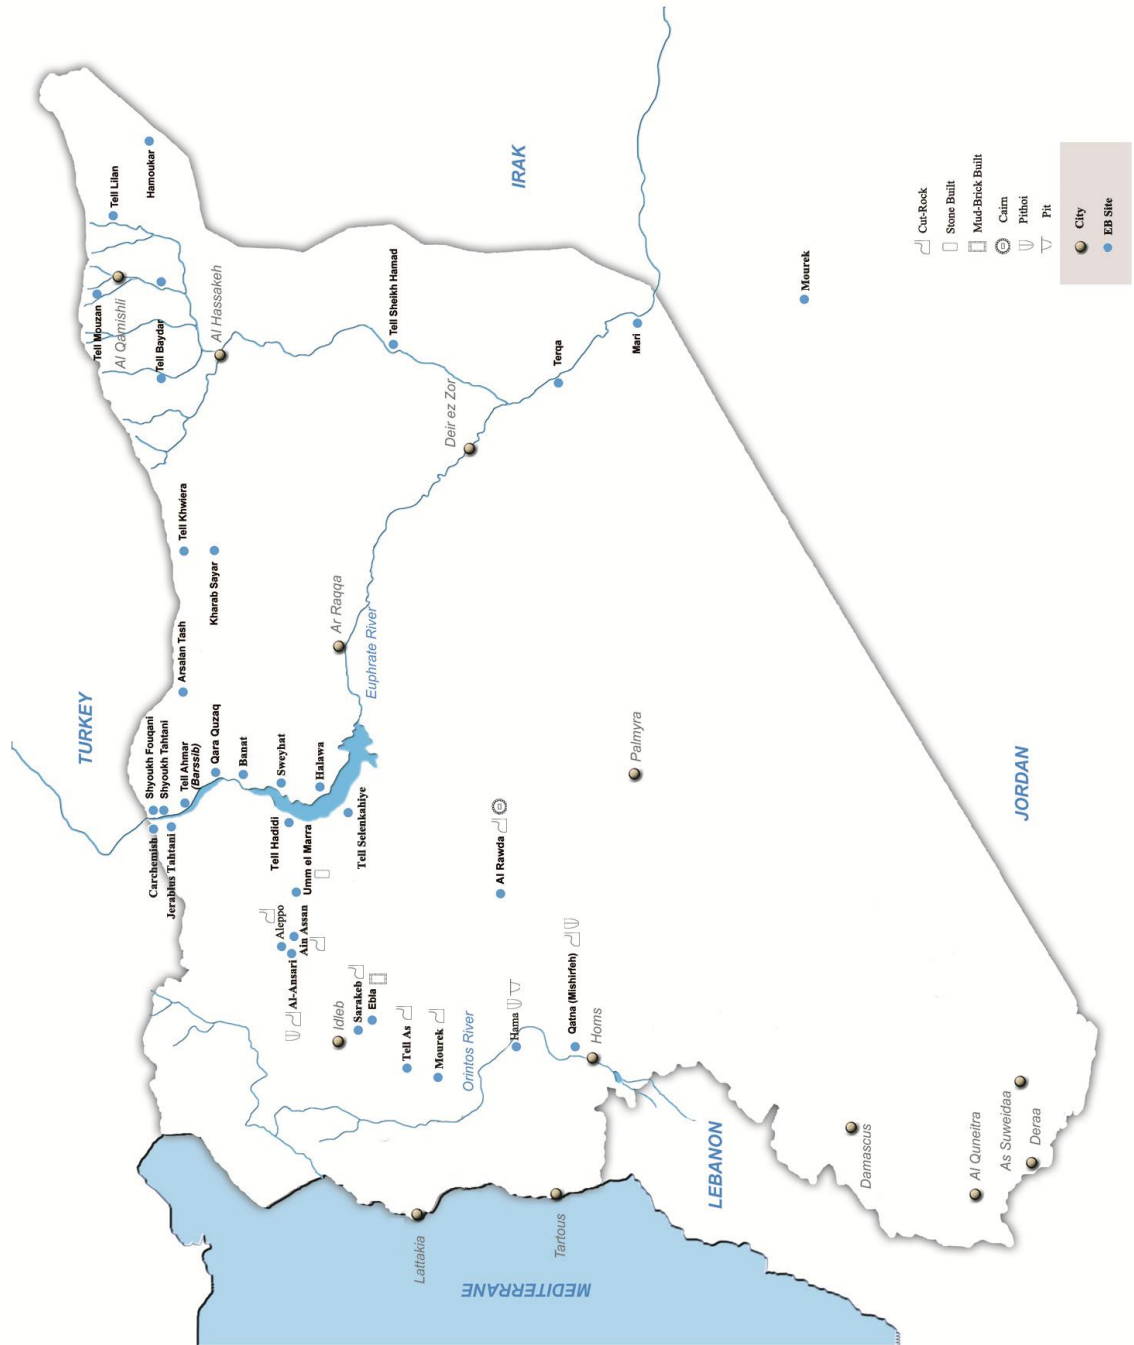 TURKEY
IRAK
JORDAN
LEBANON
MEDITERRANE
Carchemish
Jerablus Tahtani
Shyoukh Fouqani
Shyoukh Tahtani
Tell Ahmar
(Barssib)
Qara Quzaq
Banat
Sweyhat
Halawa
Tell Hadidi
Umm el Marra
Tell Selenkahiye
Arsalan Tash
Tell Khwiera
Kharab Sayar
Tell Mouzan
Al Qamishli
Tell Baydar
Tell Lilan
Hamoukar
Al Hassakeh
Tell Sheikh Hamad
Ar Raqqa
Euphrate River
Deir ez Zor
Terqa
Mari
Aleppo
Ain Assan
Al-Ansari
Idleb
Sarakeb
Ebla
Tell As
Mourek
Orintos River
Hama
Qatna (Mishirfeh)
Homs
Al Rawda
Palmyra
Lattakia
Tartous
Damascus
Al Quneitra
As Suweidaa
Deraa
Mourek
Cut-Rock
Stone Built
Mud-Brick Built
Cairn
Pithoi
Pit
City
EB Site